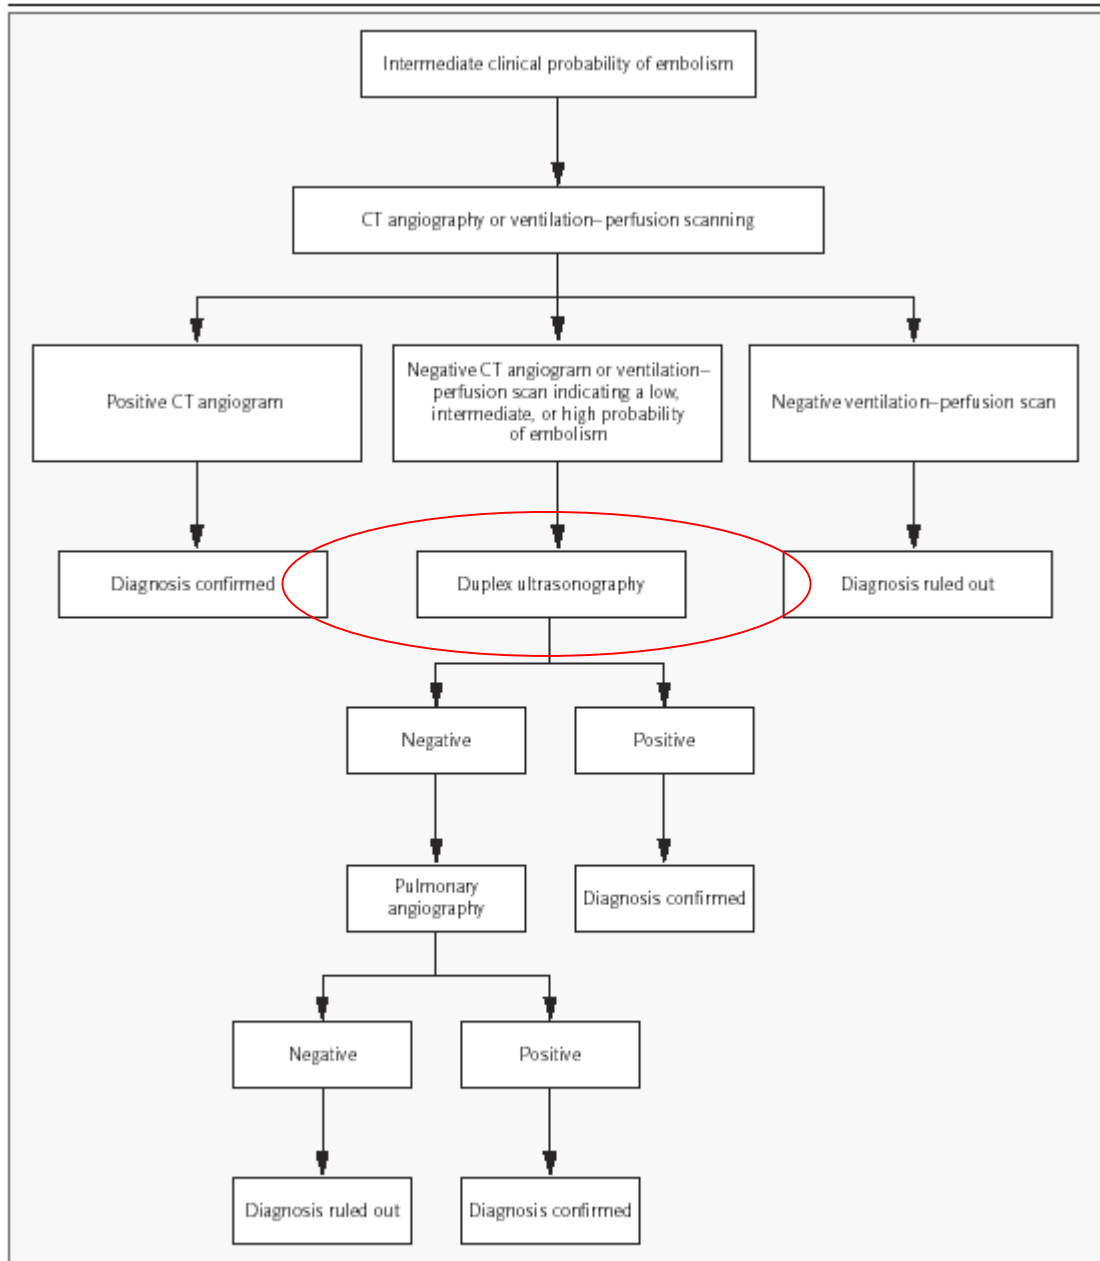 Intermediate clinical probability of embolism
CT angiography or ventilation–perfusion scanning
Positive CT angiogram
Negative CT angiogram or ventilation–
perfusion scan indicating a low,
intermediate, or high probability
of embolism
Negative ventilation–perfusion scan
Diagnosis confirmed
Duplex ultrasonography
Diagnosis ruled out
Negative
Positive
Pulmonary
angiography
Diagnosis confirmed
Negative
Positive
Diagnosis ruled out
Diagnosis confirmed